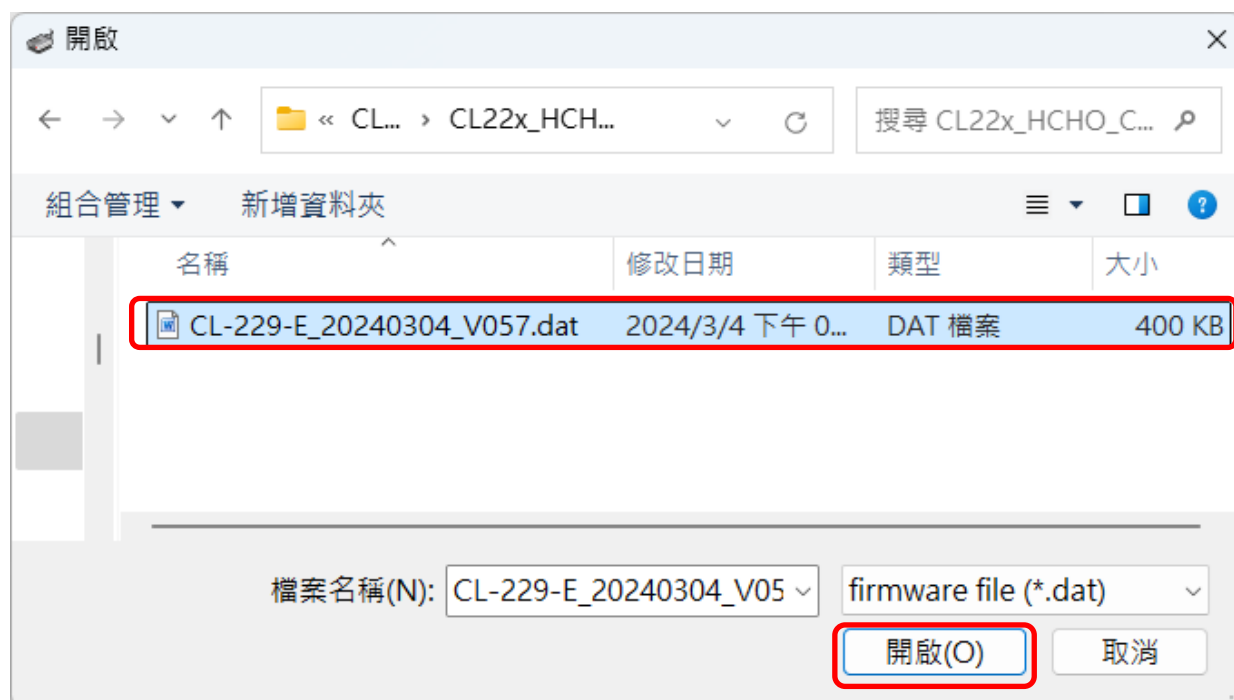 開啟
« CL... › CL22x_HCH... 搜尋 CL22x_HCHO_C...
組合管理 新增資料夾 ?
名稱 修改日期 類型 大小
CL-229-E_20240304_V057.dat 2024/3/4 下午 0... DAT 檔案 400 KB
檔案名稱(N): CL-229-E_20240304_V05 firmware file (*.dat)
開啟(O) 取消